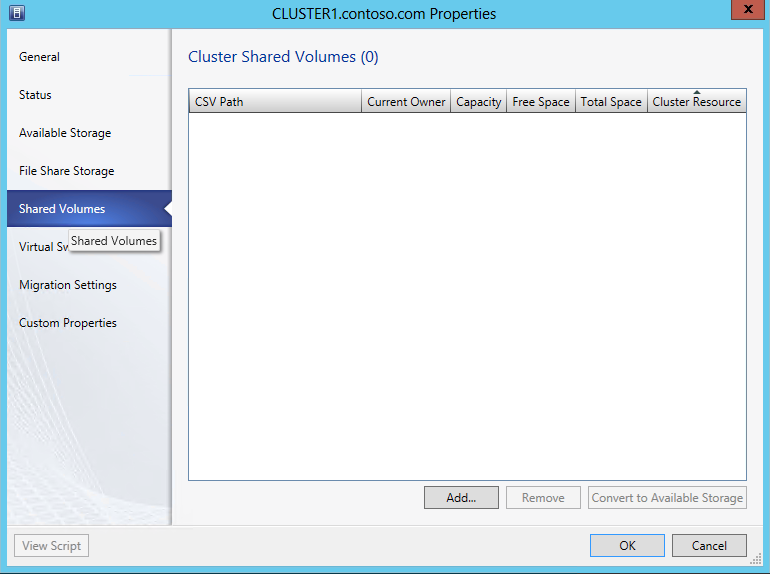 CLUSTER1.contoso.com Properties
x
General
Status
Available Storage
File Share Storage
Shared Volumes
Shared Volumes
Virtual
Migration Settings
Custom Properties
Cluster Shared Volumes (0)
CSV Path Current Owner Capacity Free Space Total Space Cluster Resource
Add... Remove Convert to Available Storage
View Script OK Cancel